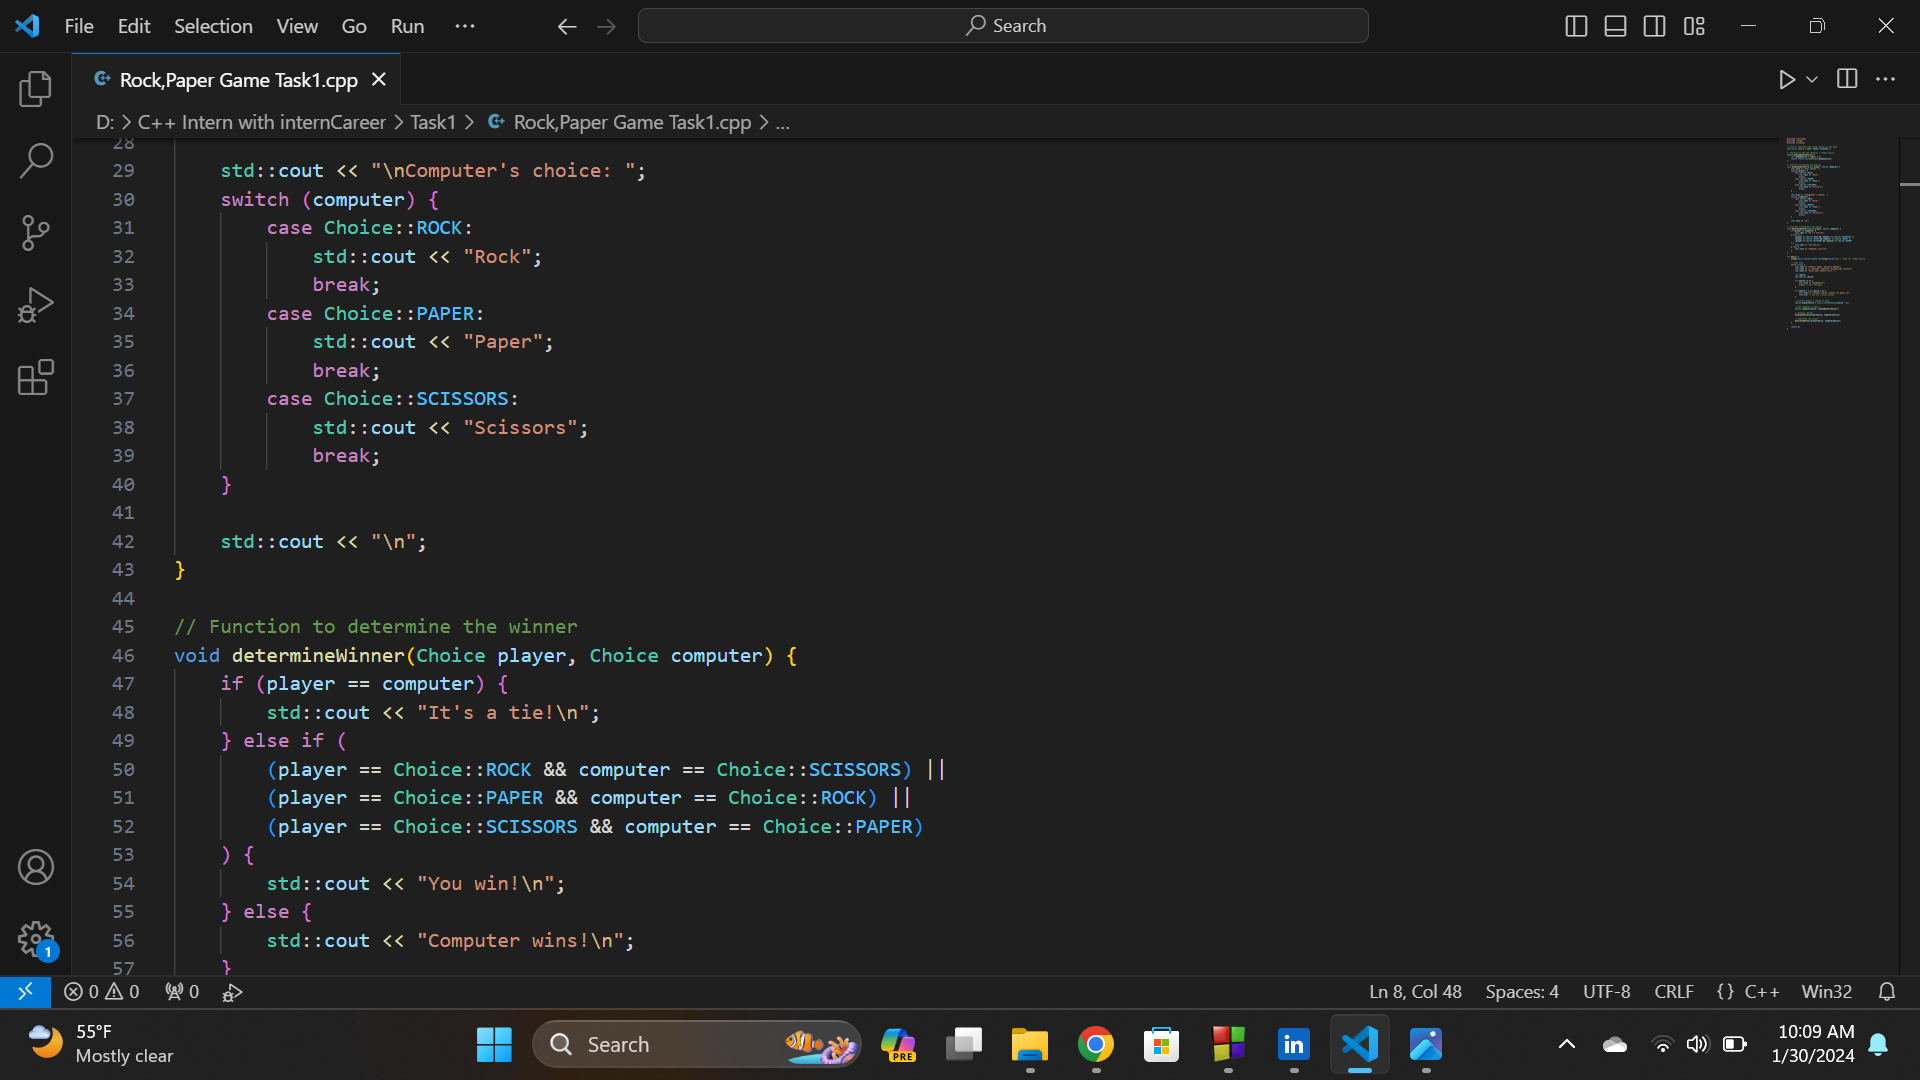 File Edit Selection View Go Run ··· Search
Rock,Paper Game Task1.cpp
D: > C++ Intern with internCareer > Task1 > Rock,Paper Game Task1.cpp > ...
28
29 std::cout << "\nComputer's choice: ";
30 switch (computer) {
31 case Choice::ROCK:
32 std::cout << "Rock";
33 break;
34 case Choice::PAPER:
35 std::cout << "Paper";
36 break;
37 case Choice::SCISSORS:
38 std::cout << "Scissors";
39 break;
40 }
41
42 std::cout << "\n";
43 }
44
45 // Function to determine the winner
46 void determineWinner(Choice player, Choice computer) {
47 if (player == computer) {
48 std::cout << "It's a tie!\n";
49 } else if (
50 (player == Choice::ROCK && computer == Choice::SCISSORS) ||
51 (player == Choice::PAPER && computer == Choice::ROCK) ||
52 (player == Choice::SCISSORS && computer == Choice::PAPER)
53 ) {
54 std::cout << "You win!\n";
55 } else {
56 std::cout << "Computer wins!\n";
57 }
1
0 0 0 Ln 8, Col 48 Spaces: 4 UTF-8 CRLF {} C++ Win32
55°F
Mostly clear
Search
PRE
in
10:09 AM
1/30/2024